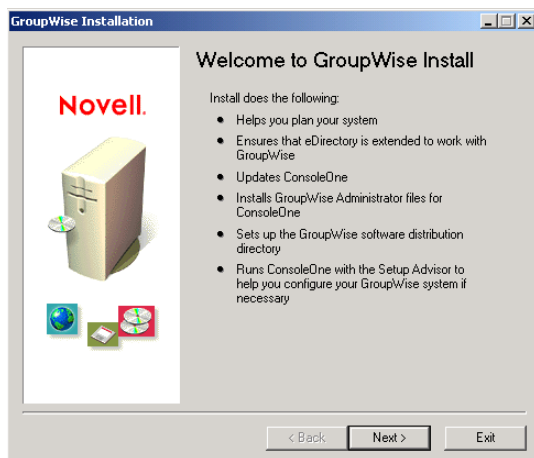 GroupWise Installation
Novell.
Welcome to GroupWise Install
Install does the following:
Helps you plan your system
Ensures that eDirectory is extended to work with
GroupWise
Updates ConsoleOne
Installs GroupWise Administrator files for
ConsoleOne
Sets up the GroupWise software distribution
directory
Runs ConsoleOne with the Setup Advisor to
help you configure your GroupWise system if
necessary
< Back
Next >
Exit